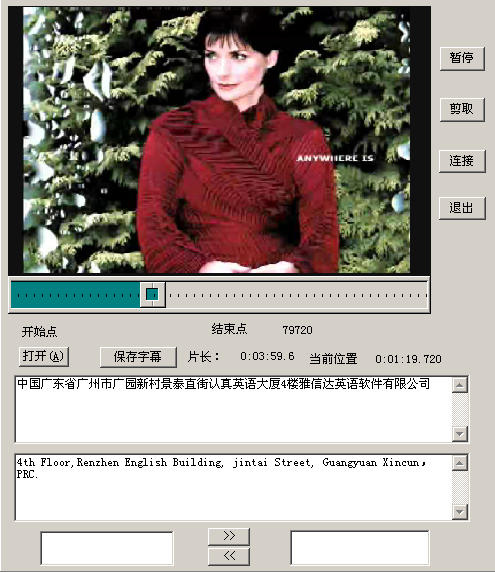 ANYWHERE IS
暂停
剪取
连接
退出
开始点
结束点 79720
打开(A) 保存字幕 片长: 0:03:59.6 当前位置 0:01:19.720
中国广东省广州市广园新村景泰直街认真英语大厦4楼雅信达英语软件有限公司
4th Floor,Renzhen English Building, jintai Street, Guangyuan Xincun,
PRC.
>>
<<